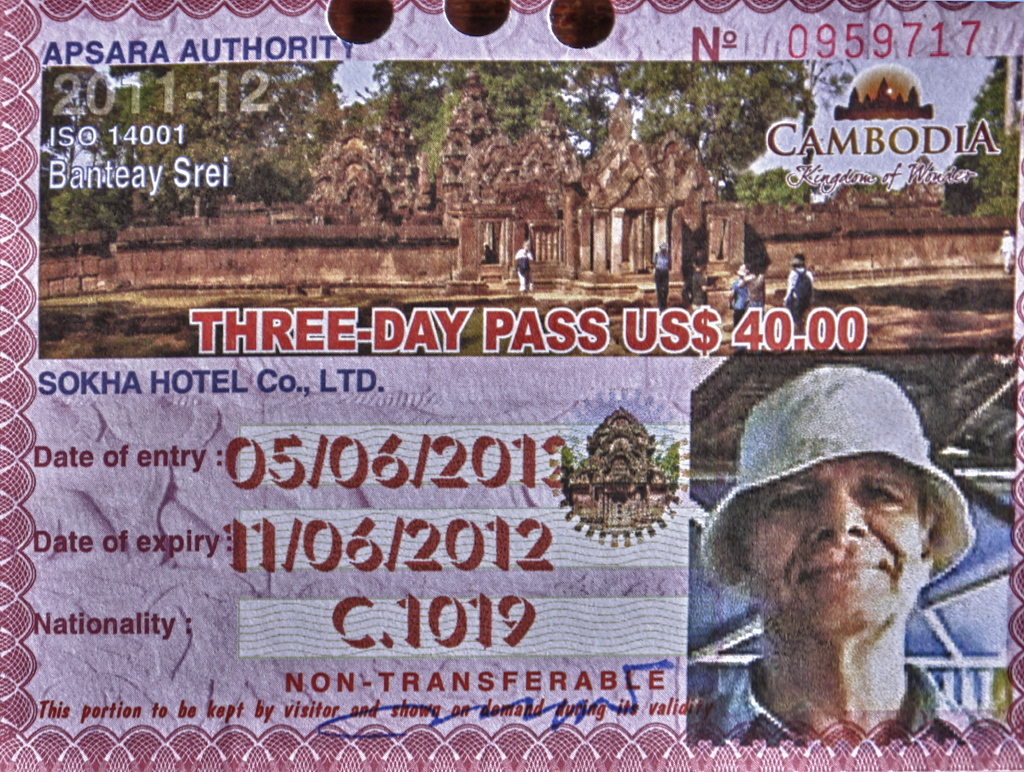 APSARA AUTHORITY
Nº 0959717
2011-12
ISO 14001
Banteay Srei
CAMBODIA
Kingdom of Wonder
THREE-DAY PASS US$ 40.00
SOKHA HOTEL Co., LTD.
Date of entry : 05/06/201
Date of expiry : 11/06/2012
Nationality : C.1019
NON-TRANSFERABLE
This portion to be kept by visitor and shown on demand during its validity